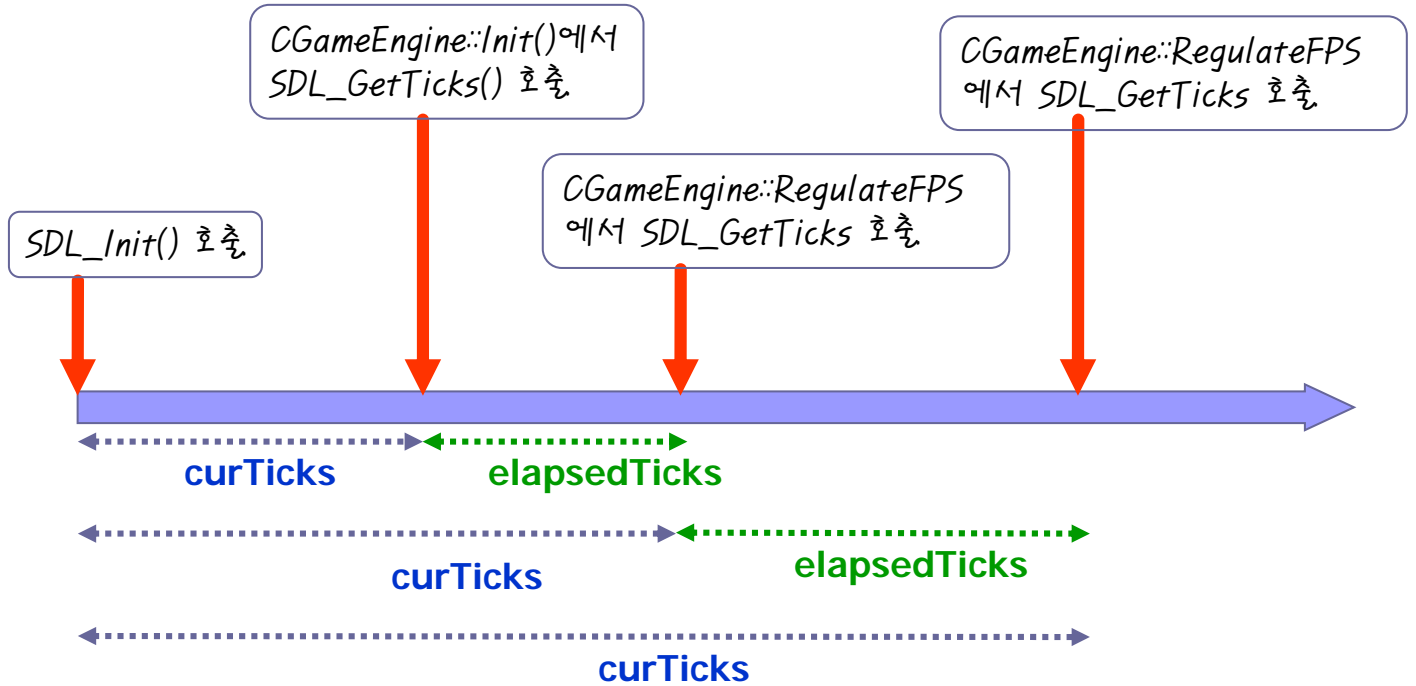 CGameEngine::Init()에서
SDL_GetTicks() 호출
CGameEngine::RegulateFPS
에서 SDL_GetTicks 호출
CGameEngine::RegulateFPS
에서 SDL_GetTicks 호출
SDL_Init() 호출
curTicks
elapsedTicks
curTicks
elapsedTicks
curTicks